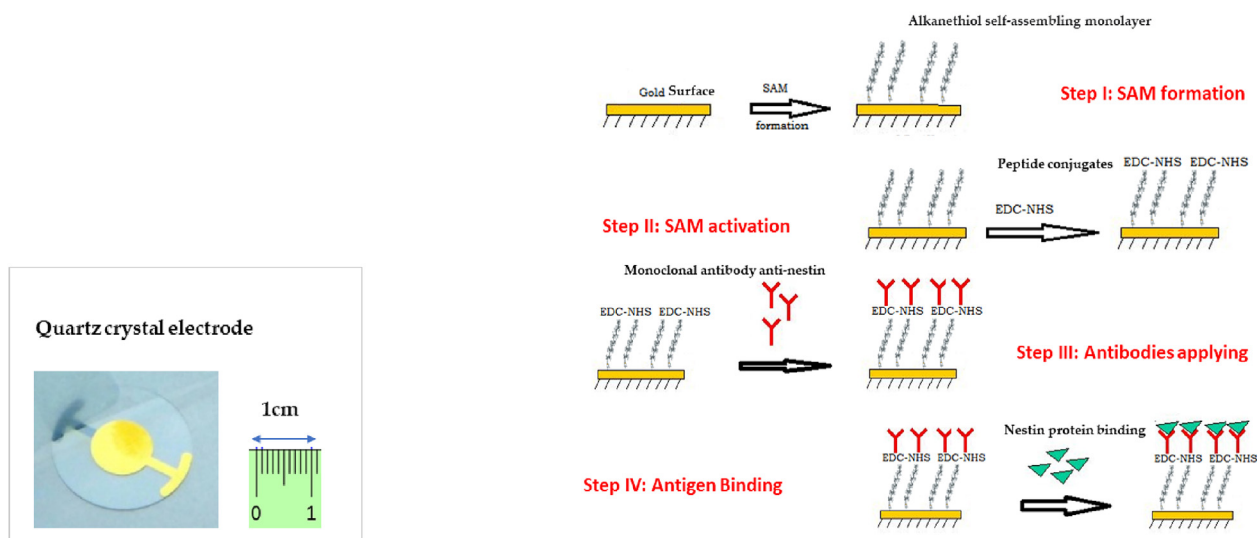 Alkanethiol self-assembling monolayer
Gold Surface
SAM
formation
Step I: SAM formation
Peptide conjugates
EDC-NHS EDC-NHS
EDC-NHS
Step II: SAM activation
Monoclonal antibody anti-nestin
EDC-NHS EDC-NHS
EDC-NHS EDC-NHS
Step III: Antibodies applying
Nestin protein binding
EDC-NHS EDC-NHS
EDC-NHS EDC-NHS
Step IV: Antigen Binding
Quartz crystal electrode
1cm
0 1